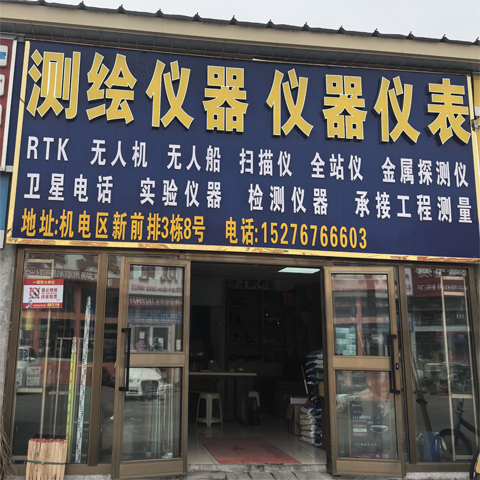 测绘仪器 仪器仪表
RTK 无人机 无人船 扫描仪 全站仪 金属探测仪
卫星电话 实验仪器 检测仪器 承接工程测量
地址:机电区新前排3栋8号 电话:15276766603